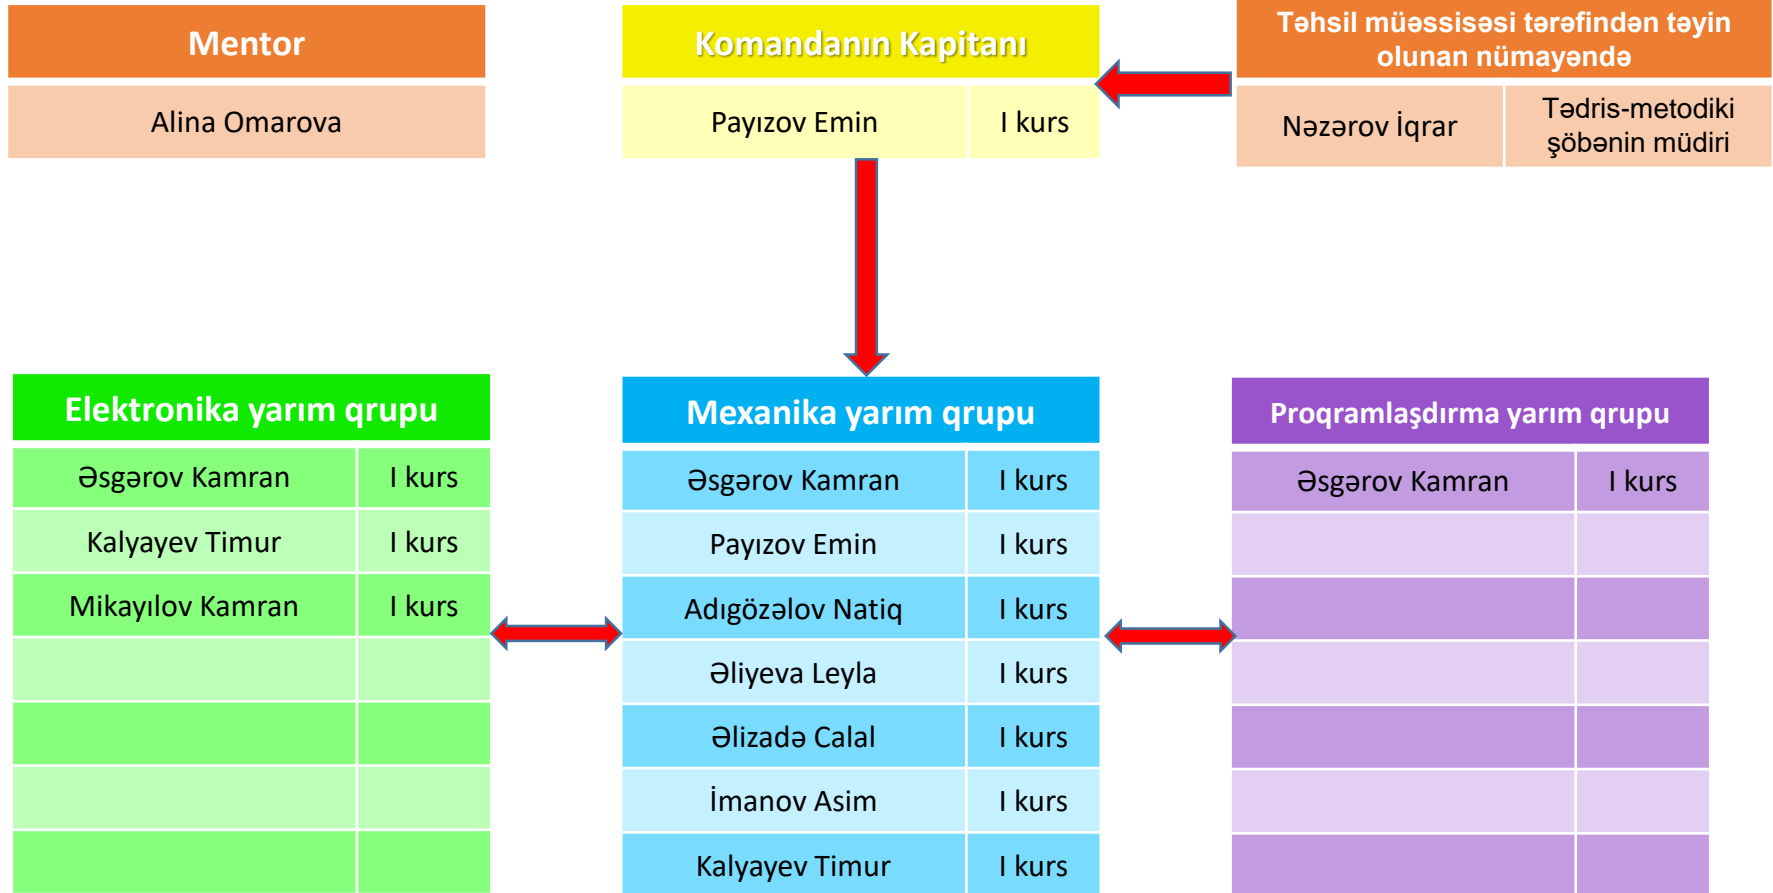 Mentor
Alina Omarova
Komandanın Kapitanı
Payızov Emin I kurs
Təhsil müəssisəsi tərəfindən təyin
olunan nümayəndə
Nəzərov İqrar
Tədris-metodiki
şöbənin müdiri
Elektronika yarım qrupu
Əsgərov Kamran I kurs
Kalyayev Timur I kurs
Mikayılov Kamran I kurs
Mexanika yarım qrupu
Əsgərov Kamran I kurs
Payızov Emin I kurs
Adıgözəlov Natiq I kurs
Əliyeva Leyla I kurs
Əlizadə Calal I kurs
İmanov Asim I kurs
Kalyayev Timur I kurs
Proqramlaşdırma yarım qrupu
Əsgərov Kamran I kurs